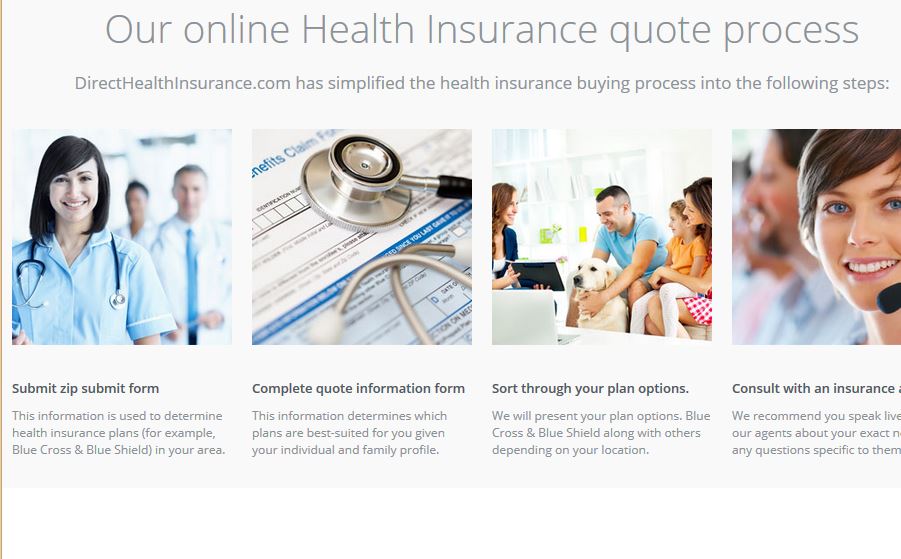 Our online Health Insurance quote process
DirectHealthInsurance.com has simplified the health insurance buying process into the following steps:
enefits Claim Fo
IDENTIFICATION NUM
Submit zip submit form
This information is used to determine
health insurance plans (for example,
Blue Cross & Blue Shield) in your area.
Complete quote information form
This information determines which
plans are best-suited for you given
your individual and family profile.
Sort through your plan options.
We will present your plan options. Blue
Cross & Blue Shield along with others
depending on your location.
Consult with an insurance a
We recommend you speak live
our agents about your exact n
any questions specific to them